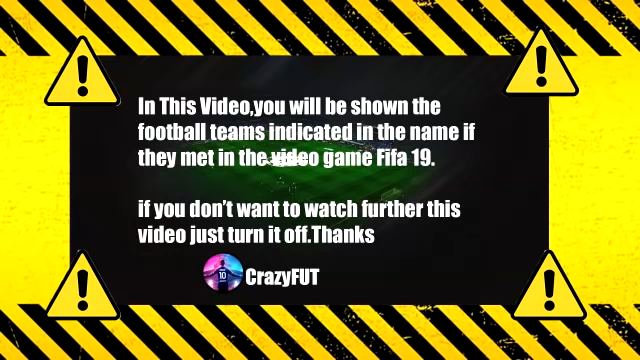 In This Video,you will be shown the
football teams indicated in the name if
they met in the video game Fifa 19.
if you don't want to watch further this
video just turn it off.Thanks
10
CrazyFUT